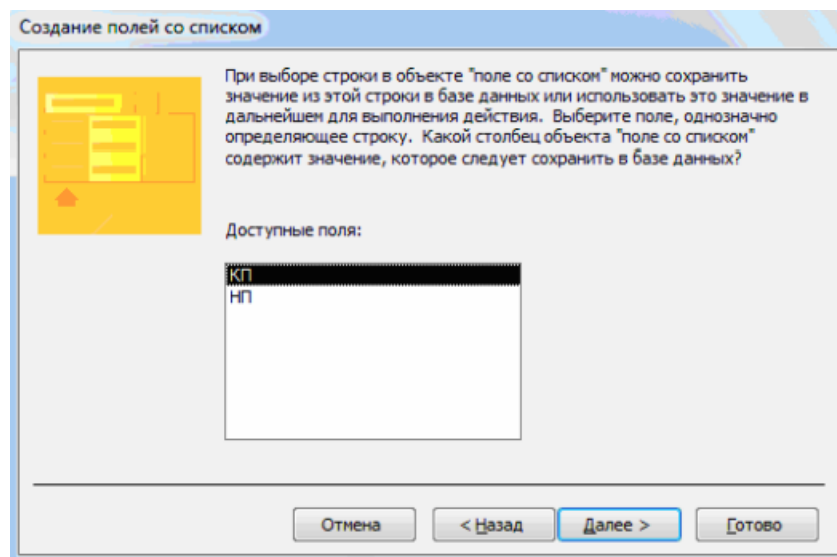 Создание полей со списком
При выборе строки в объекте "поле со списком" можно сохранить
значение из этой строки в базе данных или использовать это значение в
дальнейшем для выполнения действия. Выберите поле, однозначно
определяющее строку. Какой столбец объекта "поле со списком"
содержит значение, которое следует сохранить в базе данных?
Доступные поля:
КП
НП
Отмена
< Назад
Далее >
Готово